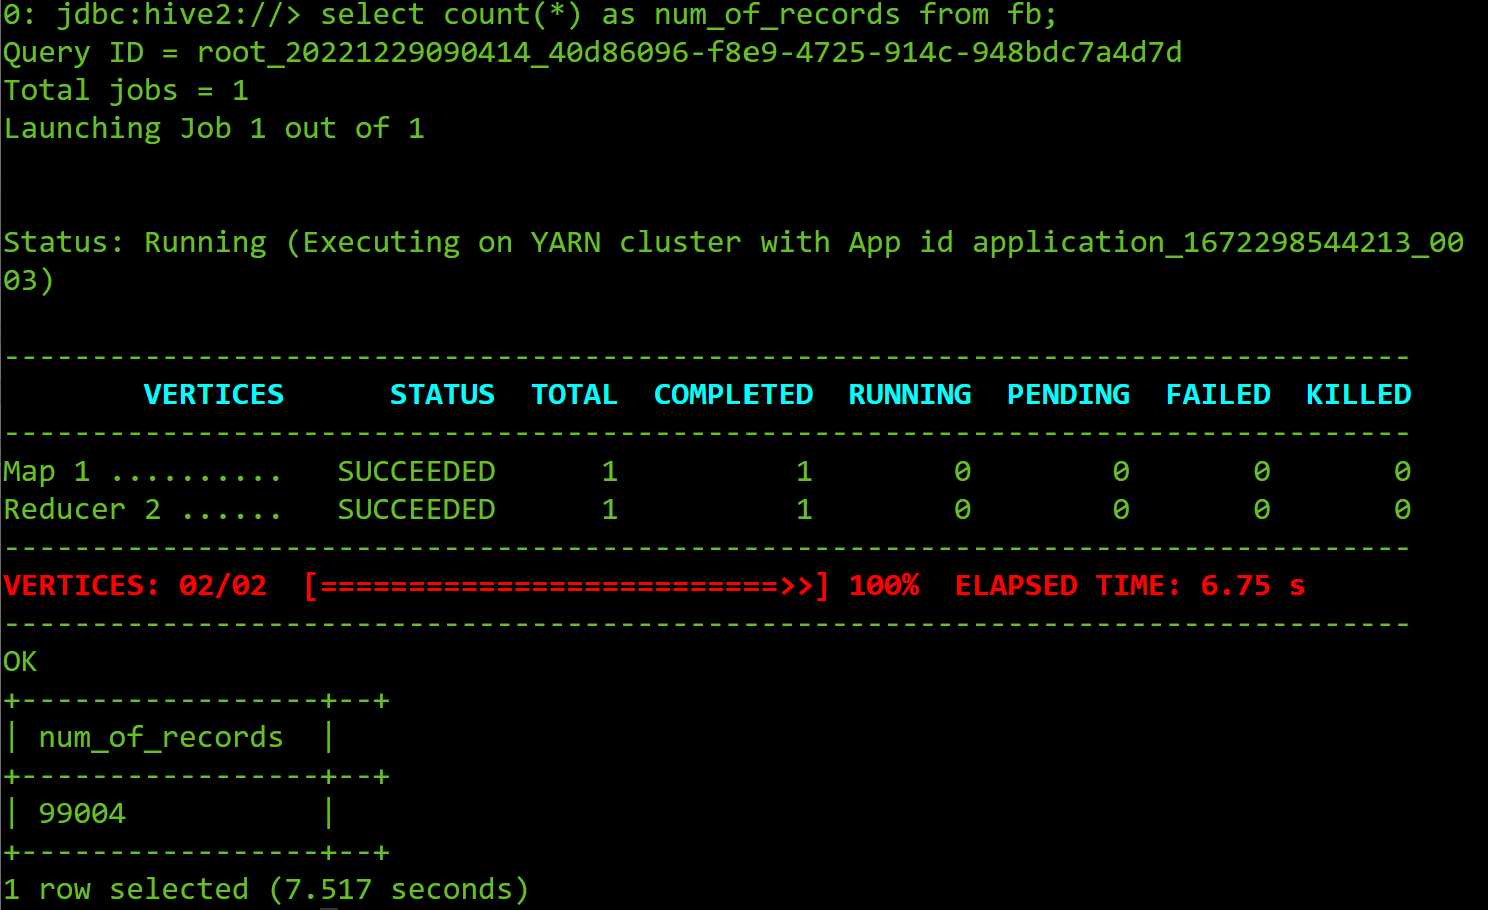 0: jdbc:hive2://> select count(*) as num_of_records from fb;
Query ID = root_20221229090414_40d86096-f8e9-4725-914c-948bdc7a4d7d
Total jobs = 1
Launching Job 1 out of 1
Status: Running (Executing on YARN cluster with App id application_1672298544213_00
03)
--------------------------------------------------------------------------------
        VERTICES      STATUS  TOTAL  COMPLETED  RUNNING  PENDING  FAILED  KILLED
--------------------------------------------------------------------------------
Map 1 ..........   SUCCEEDED      1          1        0        0       0       0
Reducer 2 ......   SUCCEEDED      1          1        0        0       0       0
--------------------------------------------------------------------------------
VERTICES: 02/02  [==========================>>] 100%  ELAPSED TIME: 6.75 s
--------------------------------------------------------------------------------
OK
+-----------------+--+
| num_of_records  |
+-----------------+--+
| 99004           |
+-----------------+--+
1 row selected (7.517 seconds)